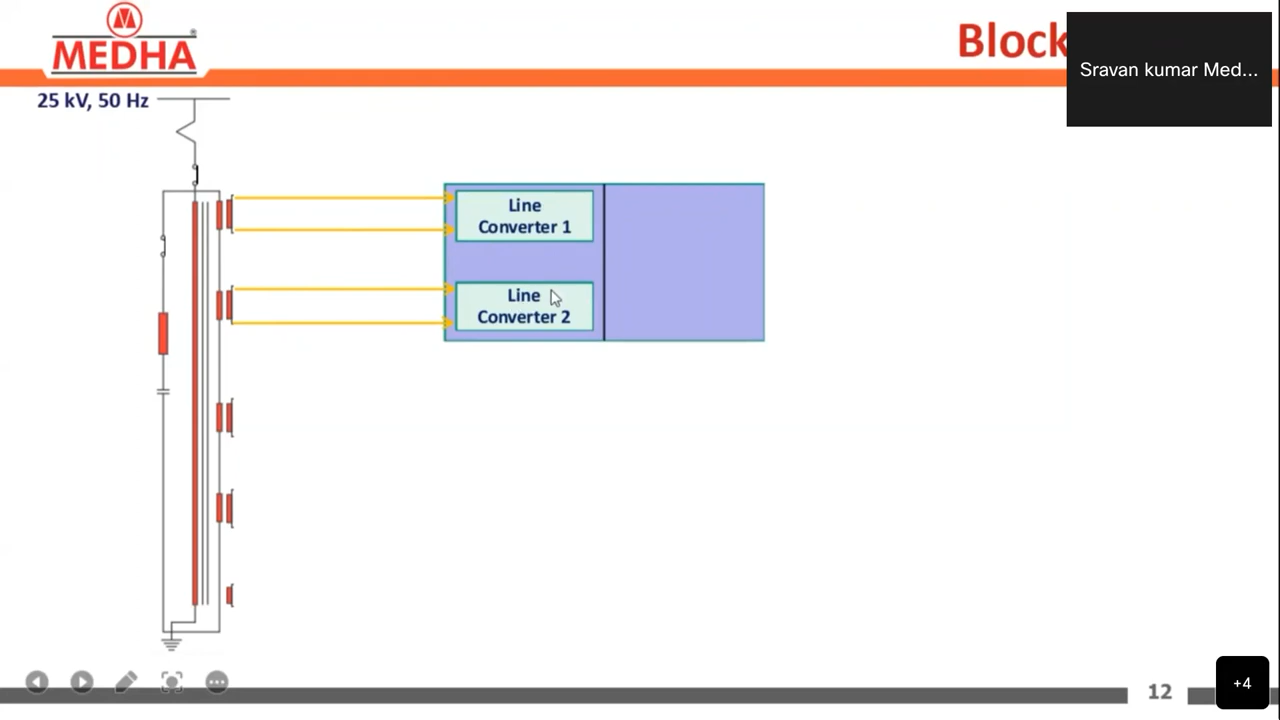 MEDHA
®
Block
Sravan kumar Med...
25 kV, 50 Hz
Line
Converter 1
Line
Converter 2
12
+4